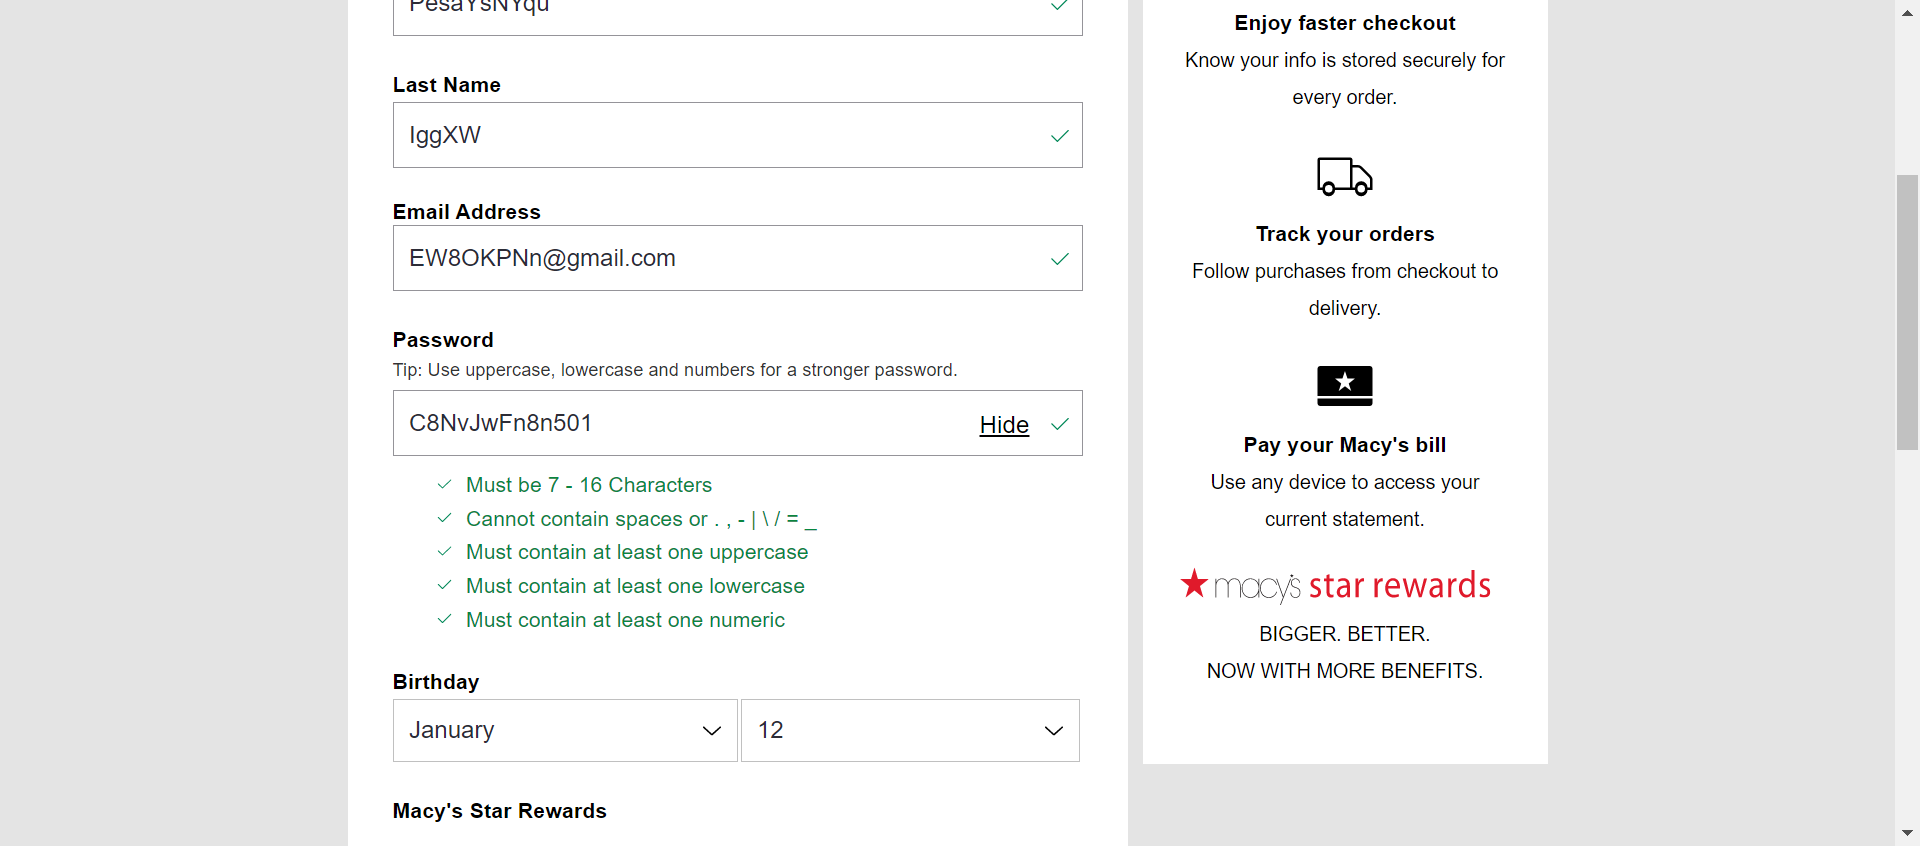 PesaYsNYqu
Last Name
IggXW
Email Address
EW8OKPNn@gmail.com
Password
Tip: Use uppercase, lowercase and numbers for a stronger password.
C8NvJwFn8n501
Hide
Must be 7 - 16 Characters
Cannot contain spaces or . , - | \ / = _
Must contain at least one uppercase
Must contain at least one lowercase
Must contain at least one numeric
Birthday
January
12
Macy's Star Rewards
Enjoy faster checkout
Know your info is stored securely for
every order.
Track your orders
Follow purchases from checkout to
delivery.
Pay your Macy's bill
Use any device to access your
current statement.
macy's star rewards
BIGGER. BETTER.
NOW WITH MORE BENEFITS.